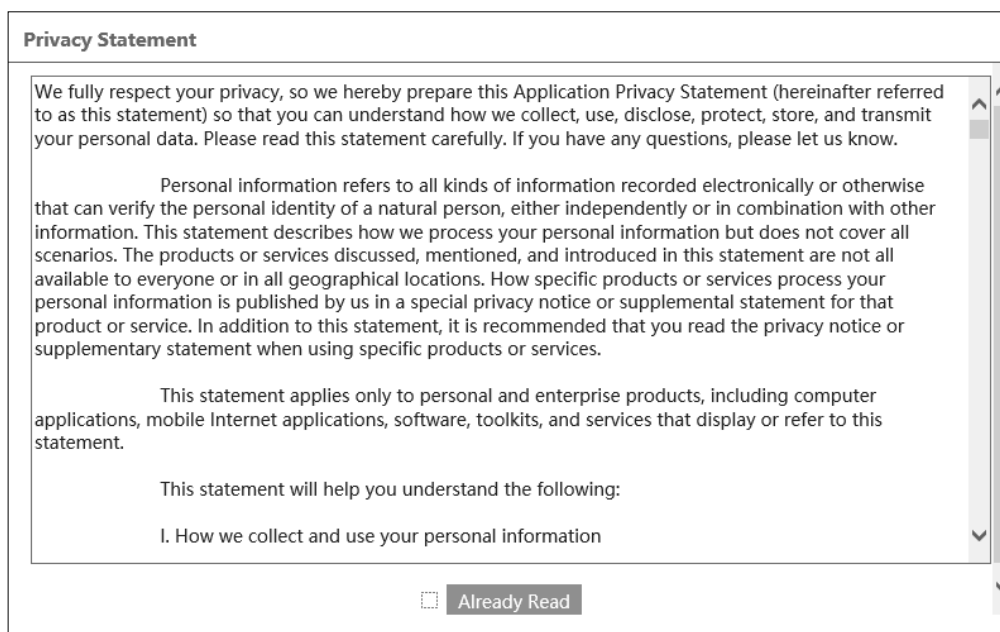 Privacy Statement
We fully respect your privacy, so we hereby prepare this Application Privacy Statement (hereinafter referred
to as this statement) so that you can understand how we collect, use, disclose, protect, store, and transmit
your personal data. Please read this statement carefully. If you have any questions, please let us know.
Personal information refers to all kinds of information recorded electronically or otherwise
that can verify the personal identity of a natural person, either independently or in combination with other
information. This statement describes how we process your personal information but does not cover all
scenarios. The products or services discussed, mentioned, and introduced in this statement are not all
available to everyone or in all geographical locations. How specific products or services process your
personal information is published by us in a special privacy notice or supplemental statement for that
product or service. In addition to this statement, it is recommended that you read the privacy notice or
supplementary statement when using specific products or services.
This statement applies only to personal and enterprise products, including computer
applications, mobile Internet applications, software, toolkits, and services that display or refer to this
statement.
This statement will help you understand the following:
I. How we collect and use your personal information
Already Read